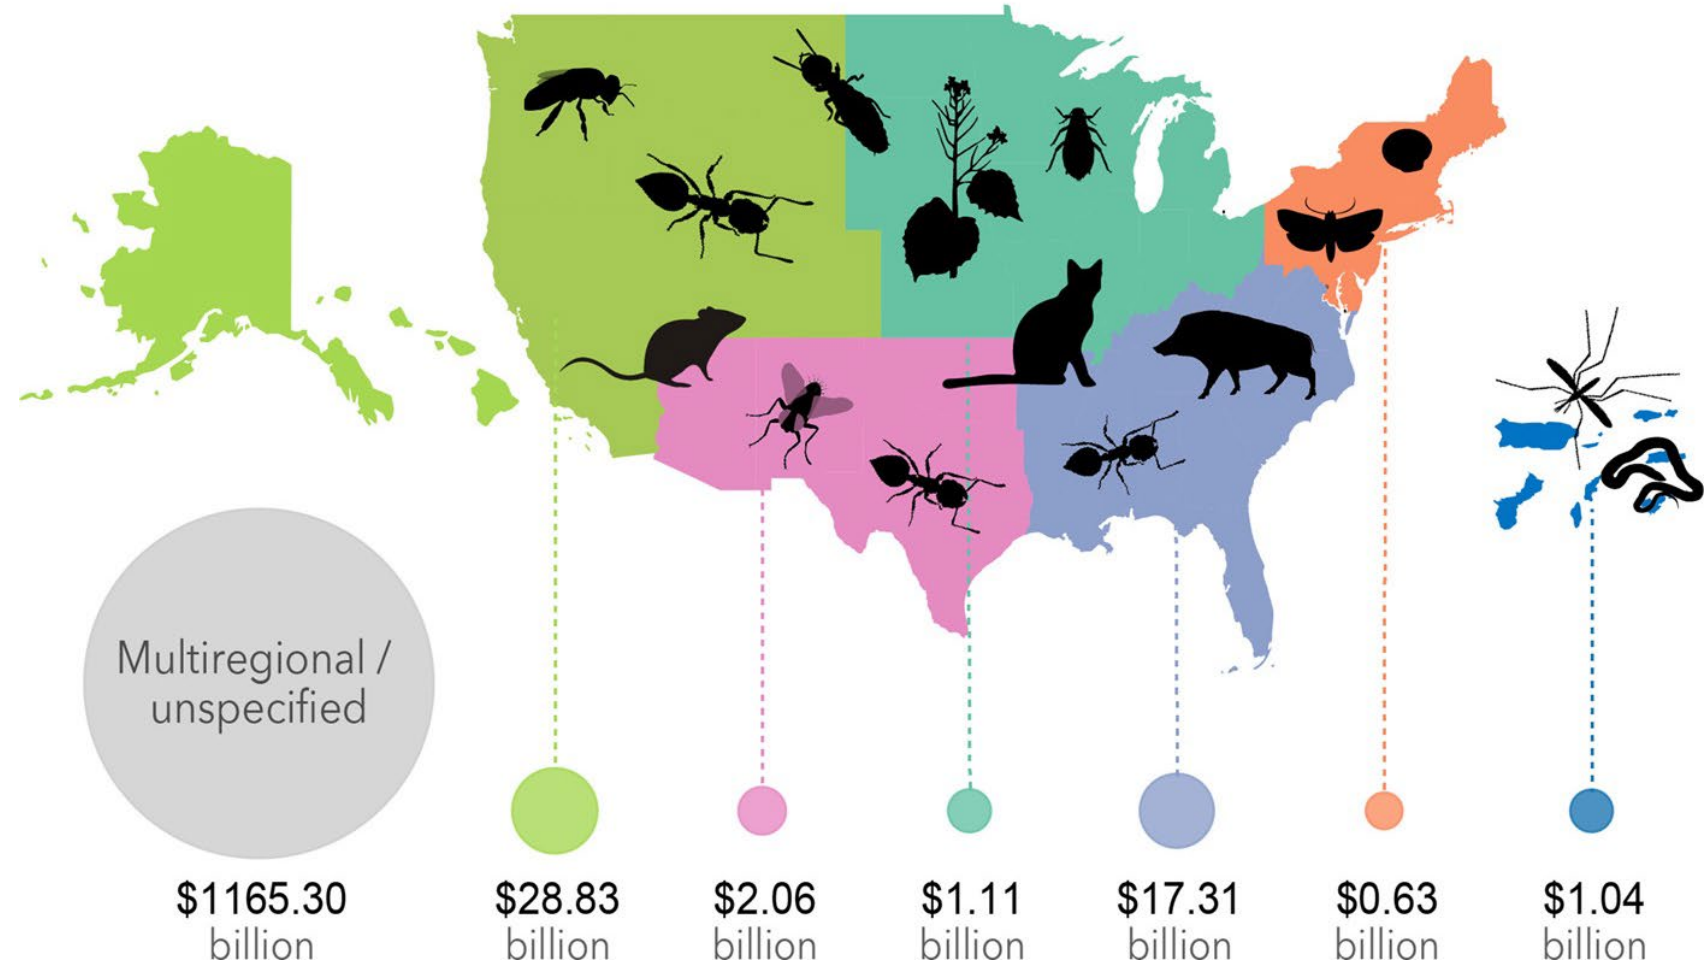 Multiregional /
unspecified
$1165.30
billion
$28.83
billion
$2.06
billion
$1.11
billion
$17.31
billion
$0.63
billion
$1.04
billion